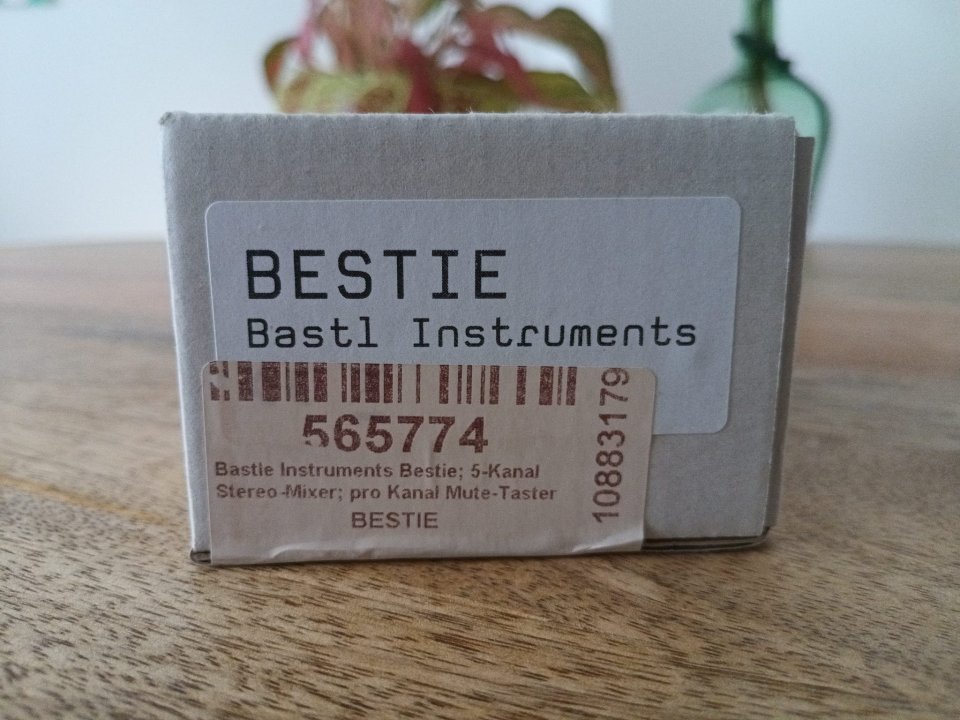 BESTIE
Bastl Instruments
565774
Bastie Instruments Bestie; 5-Kanal
Stereo-Mixer; pro Kanal Mute-Taster
BESTIE
10883179